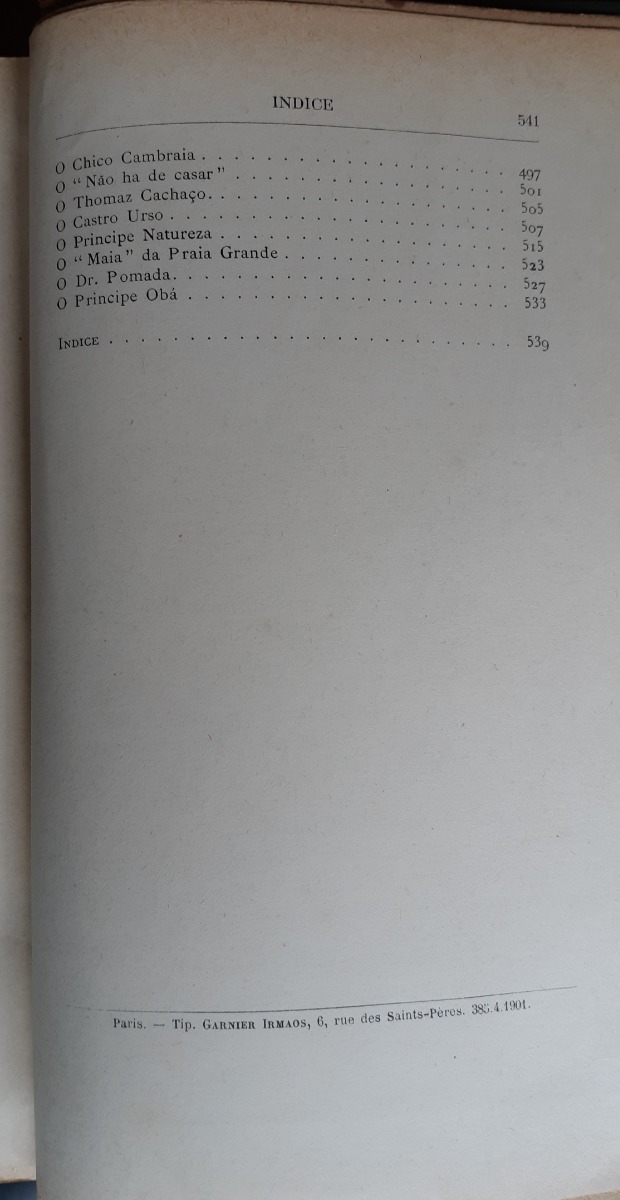 INDICE
541
O Chico Cambraia . . . . . . . . . . . . . . . . . 497
O “Não ha de casar” . . . . . . . . . . . . . . . 501
O Thomaz Cachaço. . . . . . . . . . . . . . . . . 505
O Castro Urso . . . . . . . . . . . . . . . . . . . 507
O Principe Natureza . . . . . . . . . . . . . . . . 515
O “Maia” da Praia Grande . . . . . . . . . . . . . 523
O Dr. Pomada. . . . . . . . . . . . . . . . . . . 527
O Principe Obá . . . . . . . . . . . . . . . . . . 533
INDICE . . . . . . . . . . . . . . . . . . . . . . 539
Paris. — Tip. GARNIER IRMAOS, 6, rue des Saints-Pères. 385.4.1901.